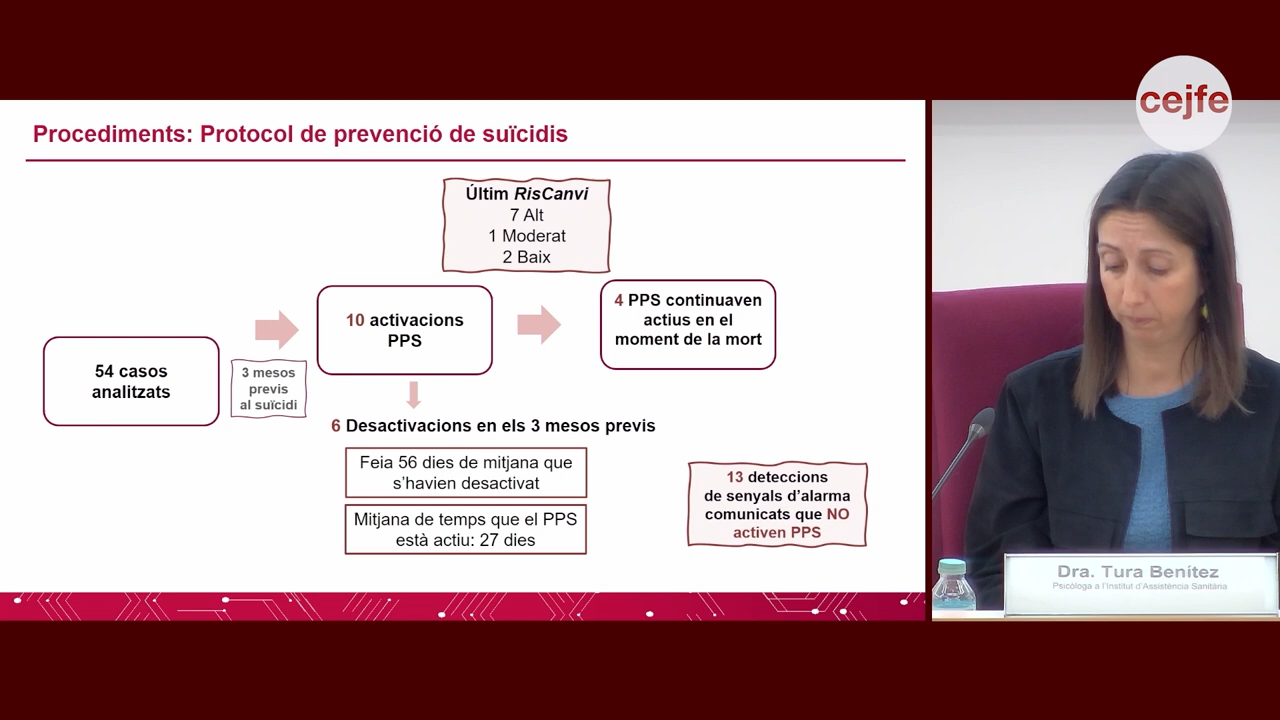 cejfe
Procediments: Protocol de prevenció de suïcidis
Últim RisCanvi
7 Alt
1 Moderat
2 Baix
54 casos
analitzats
3 mesos
previs
al suïcidi
10 activacions
PPS
4 PPS continuaven
actius en el
moment de la mort
6 Desactivacions en els 3 mesos previs
Feia 56 dies de mitjana que
s'havien desactivat
Mitjana de temps que el PPS
està actiu: 27 dies
13 deteccions
de senyals d'alarma
comunicats que NO
activen PPS
Dra. Tura Benítez
Psicòloga a l'Institut d'Assistència Sanitària